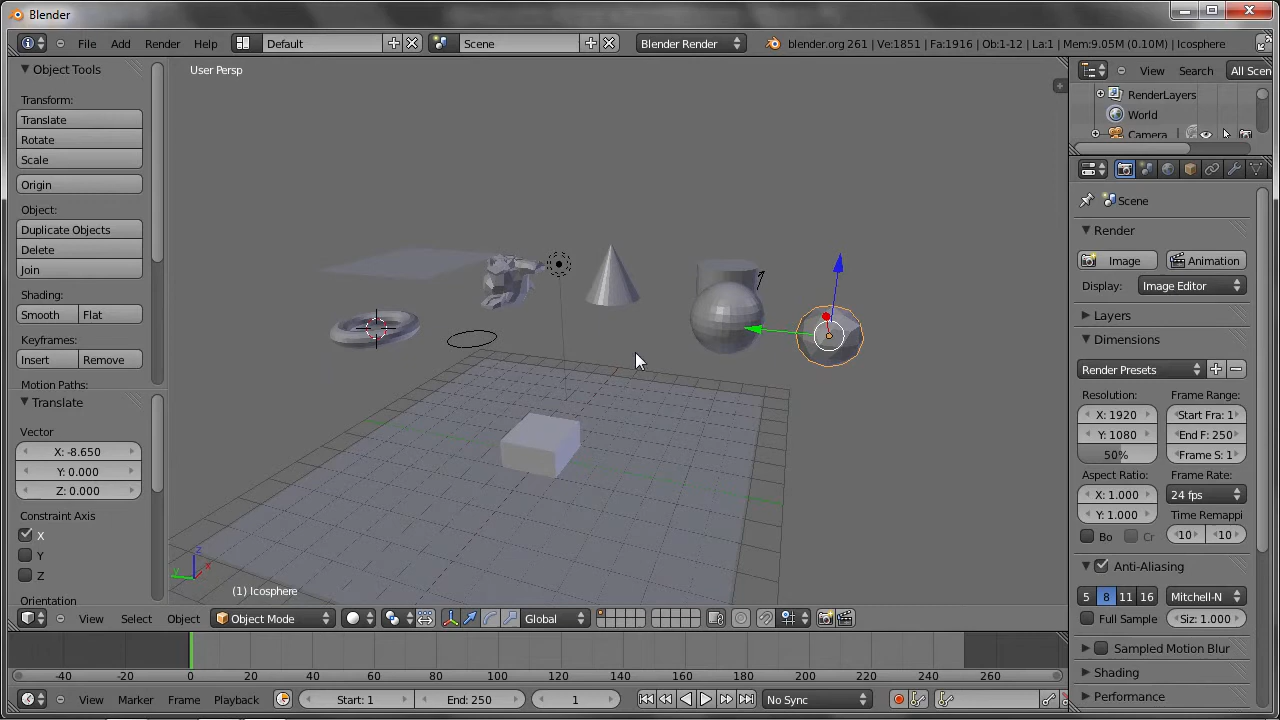 Blender
File Add Render Help Default Scene Blender Render blender.org 261 | Ve:1851 | Fa:1916 | Ob:1-12 | La:1 | Mem:9.05M (0.10M) | Icosphere
Object Tools
Transform:
Translate
Rotate
Scale
Origin
Object:
Duplicate Objects
Delete
Join
Shading:
Smooth Flat
Keyframes:
Insert Remove
Motion Paths:
Translate
Vector
X: -8.650
Y: 0.000
Z: 0.000
Constraint Axis
X
Y
Z
Orientation
User Persp
z
y x
(1) Icosphere
View Select Object Object Mode Global
View Search All Scen
RenderLayers
World
Camera
Scene
Render
Image Animation
Display: Image Editor
Layers
Dimensions
Render Presets
Resolution: Frame Range:
X: 1920 Start Fra: 1
Y: 1080 End F: 250
50% Frame S: 1
Aspect Ratio: Frame Rate:
X: 1.000 24 fps
Y: 1.000 Time Remappi
Bo Cr 10 10
Anti-Aliasing
5 8 11 16 Mitchell-N
Full Sample Siz: 1.000
Sampled Motion Blur
Shading
Performance
-40 -20 0 20 40 60 80 100 120 140 160 180 200 220 240 260
View Marker Frame Playback Start: 1 End: 250 1 No Sync